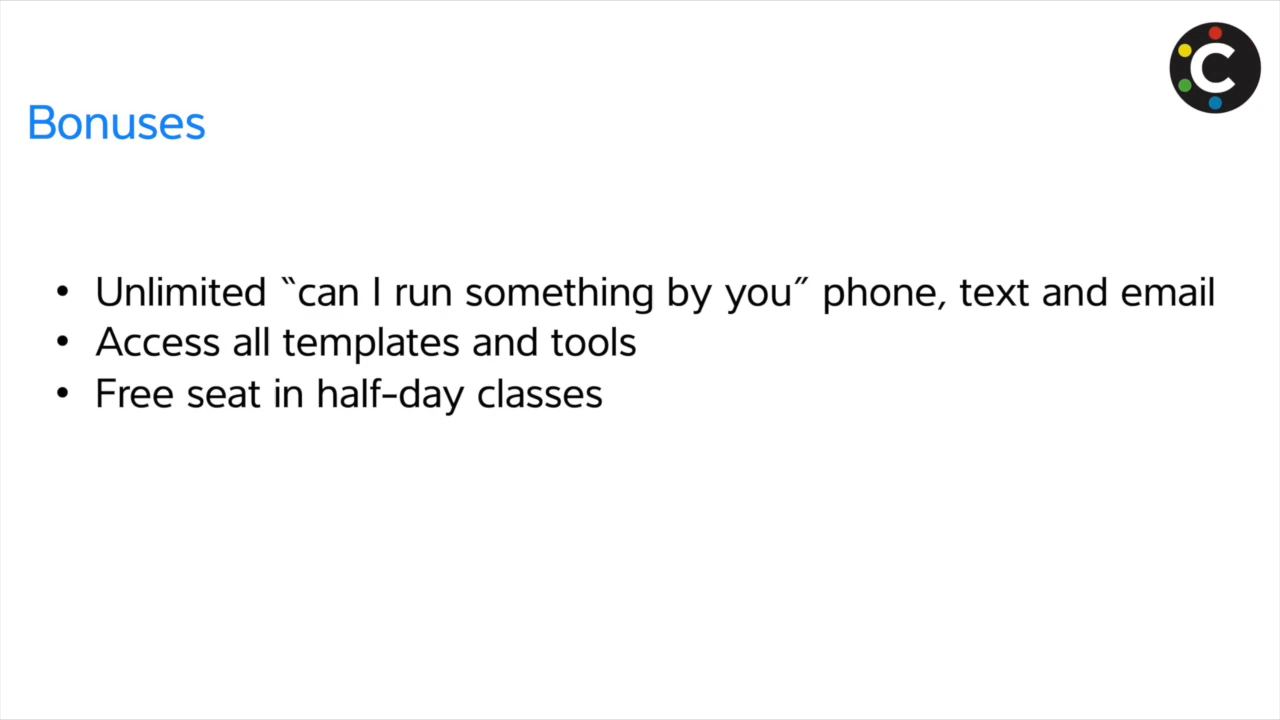 C
Bonuses
• Unlimited “can I run something by you” phone, text and email
• Access all templates and tools
• Free seat in half-day classes